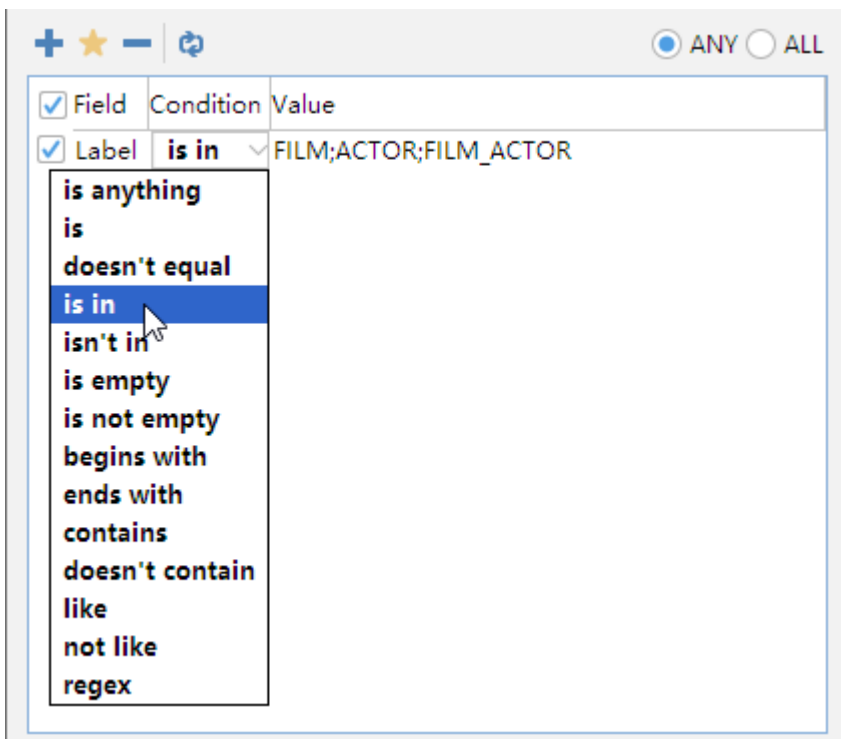 ANY ALL
Field Condition Value
Label is in FILM;ACTOR;FILM_ACTOR
is anything
is
doesn't equal
is in
isn't in
is empty
is not empty
begins with
ends with
contains
doesn't contain
like
not like
regex